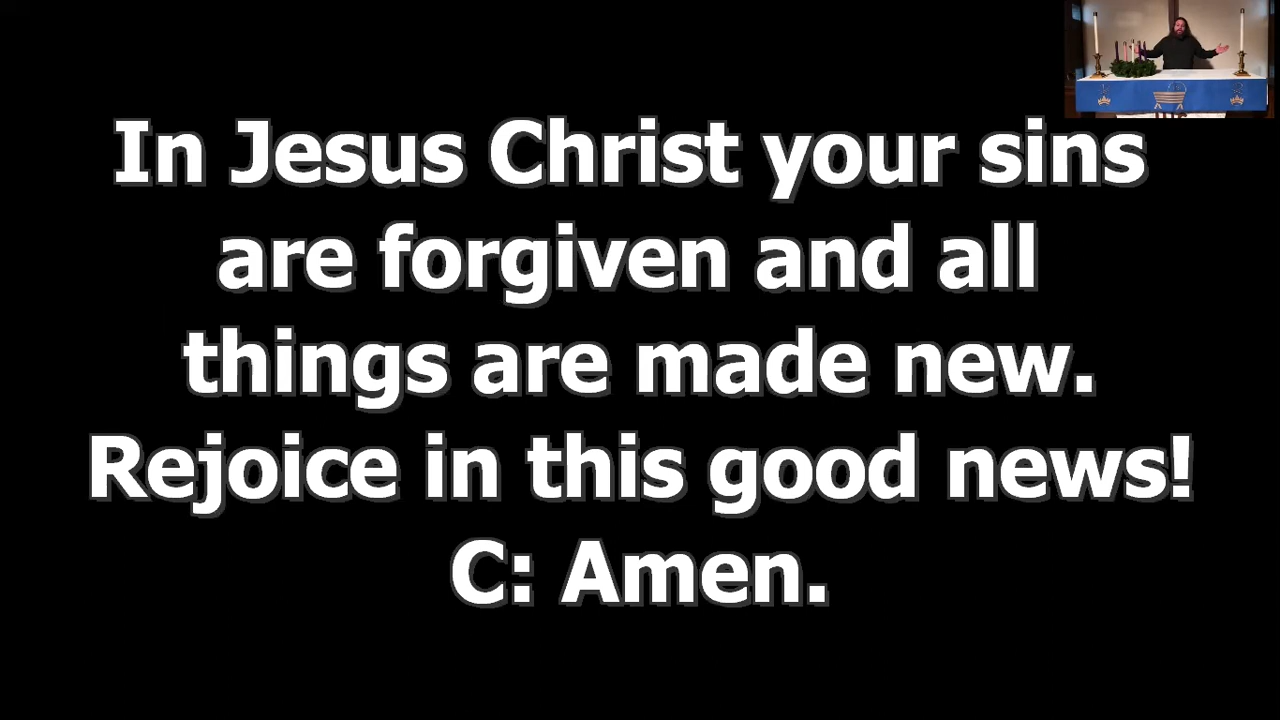 In Jesus Christ your sins
are forgiven and all
things are made new.
Rejoice in this good news!
C: Amen.